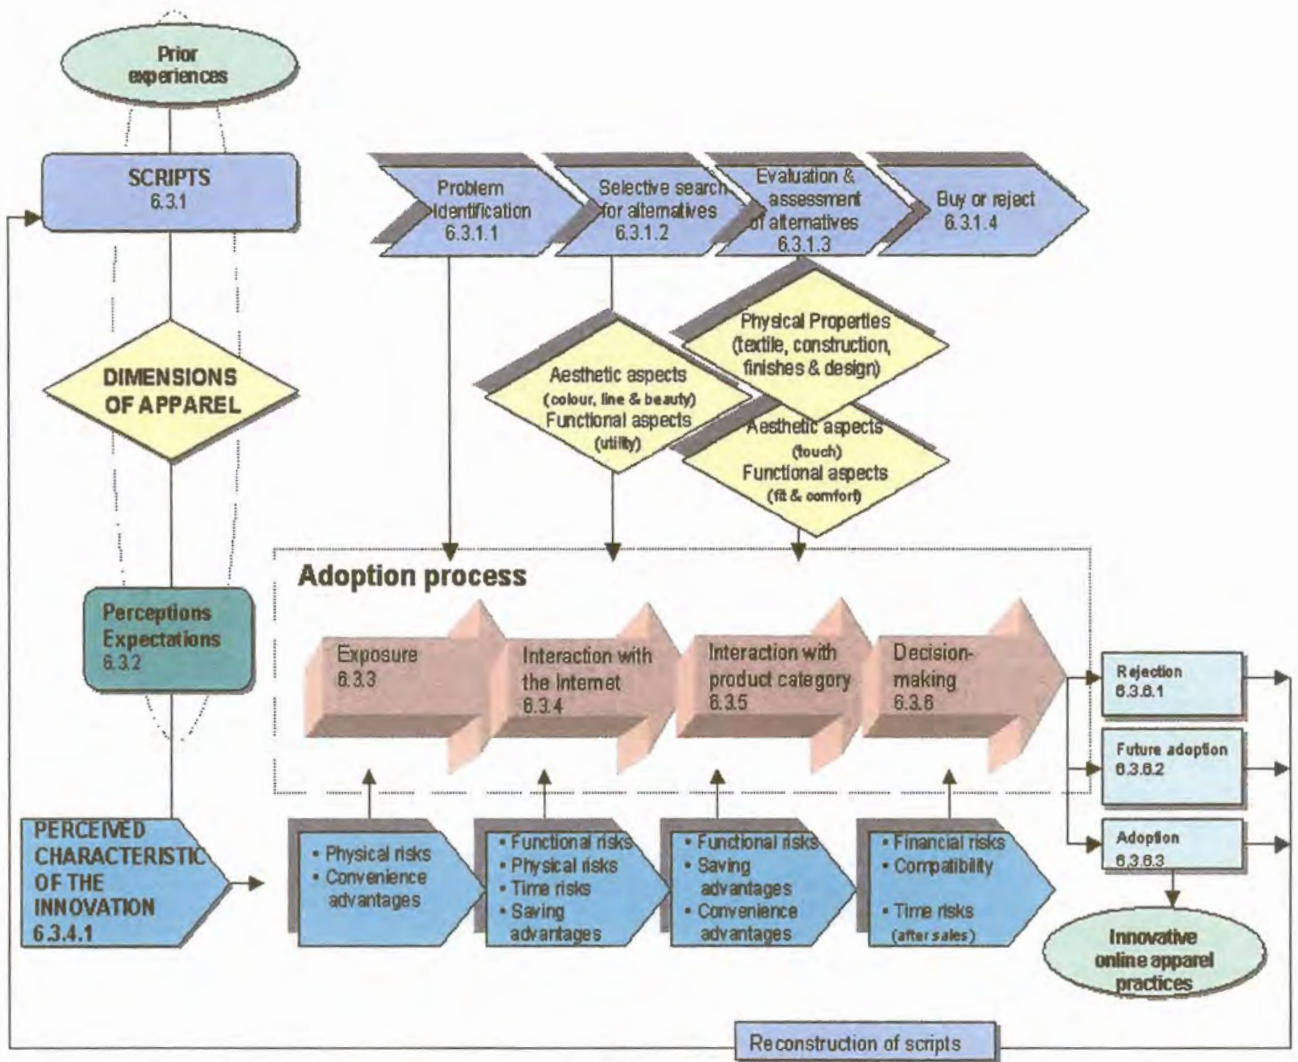 Prior
experiences
SCRIPTS
6.3.1
Problem
Identification
6.3.1.1
Selective search
for alternatives
6.3.1.2
Evaluation &
assessment
of alternatives
6.3.1.3
Buy or reject
6.3.1.4
DIMENSIONS
OF APPAREL
Aesthetic aspects
(colour, line & beauty)
Functional aspects
(utility)
Physical Properties
(textile, construction,
finishes & design)
Aesthetic aspects
(touch)
Functional aspects
(fit & comfort)
Perceptions
Expectations
6.3.2
Adoption process
Exposure
6.3.3
Interaction with
the Internet
6.3.4
Interaction with
product category
6.3.5
Decision-
making
6.3.6
Rejection
6.3.6.1
Future adoption
6.3.6.2
Adoption
6.3.6.3
PERCEIVED
CHARACTERISTIC
OF THE
INNOVATION
6.3.4.1
• Physical risks
• Convenience
advantages
• Functional risks
• Physical risks
• Time risks
• Saving
advantages
• Functional risks
• Saving
advantages
• Convenience
advantages
• Financial risks
• Compatibility
• Time risks
(after sales)
Innovative
online apparel
practices
Reconstruction of scripts